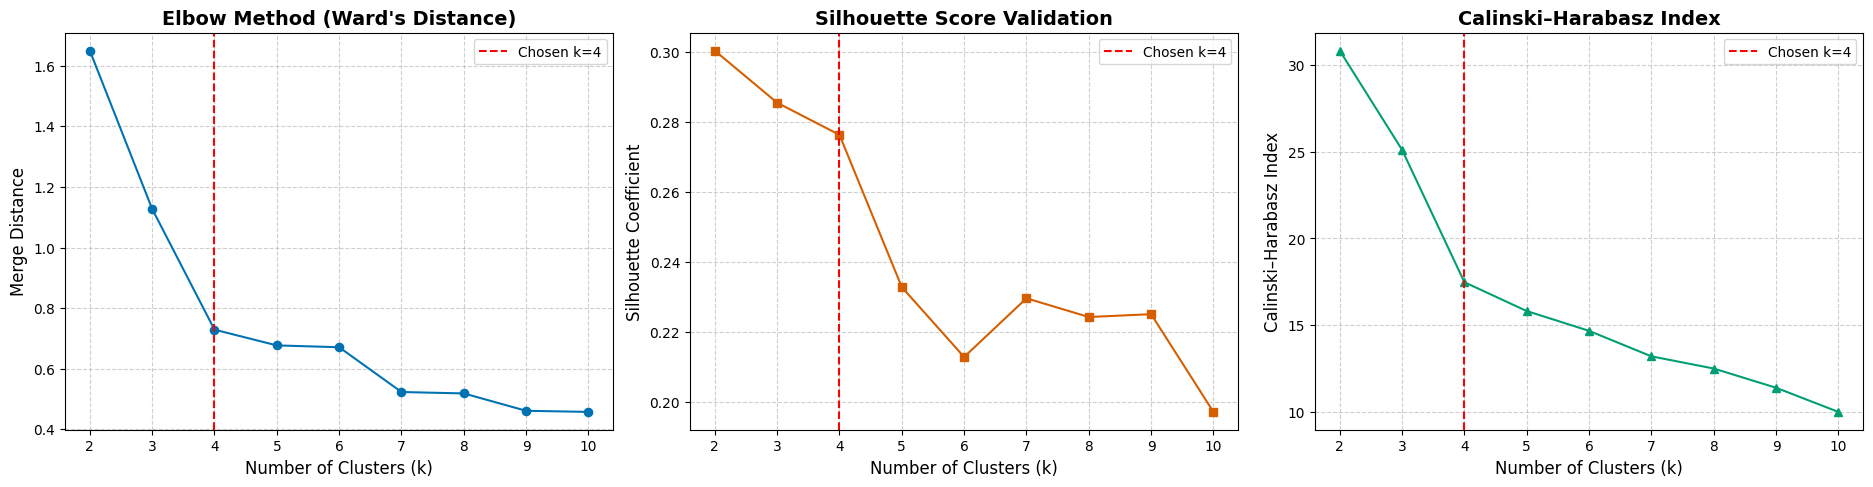 Elbow Method (Ward's Distance)
Chosen k=4
Merge Distance
1.6
1.4
1.2
1.0
0.8
0.6
0.4
2 3 4 5 6 7 8 9 10
Number of Clusters (k)
Silhouette Score Validation
Chosen k=4
Silhouette Coefficient
0.30
0.28
0.26
0.24
0.22
0.20
2 3 4 5 6 7 8 9 10
Number of Clusters (k)
Calinski–Harabasz Index
Chosen k=4
Calinski–Harabasz Index
30
25
20
15
10
2 3 4 5 6 7 8 9 10
Number of Clusters (k)